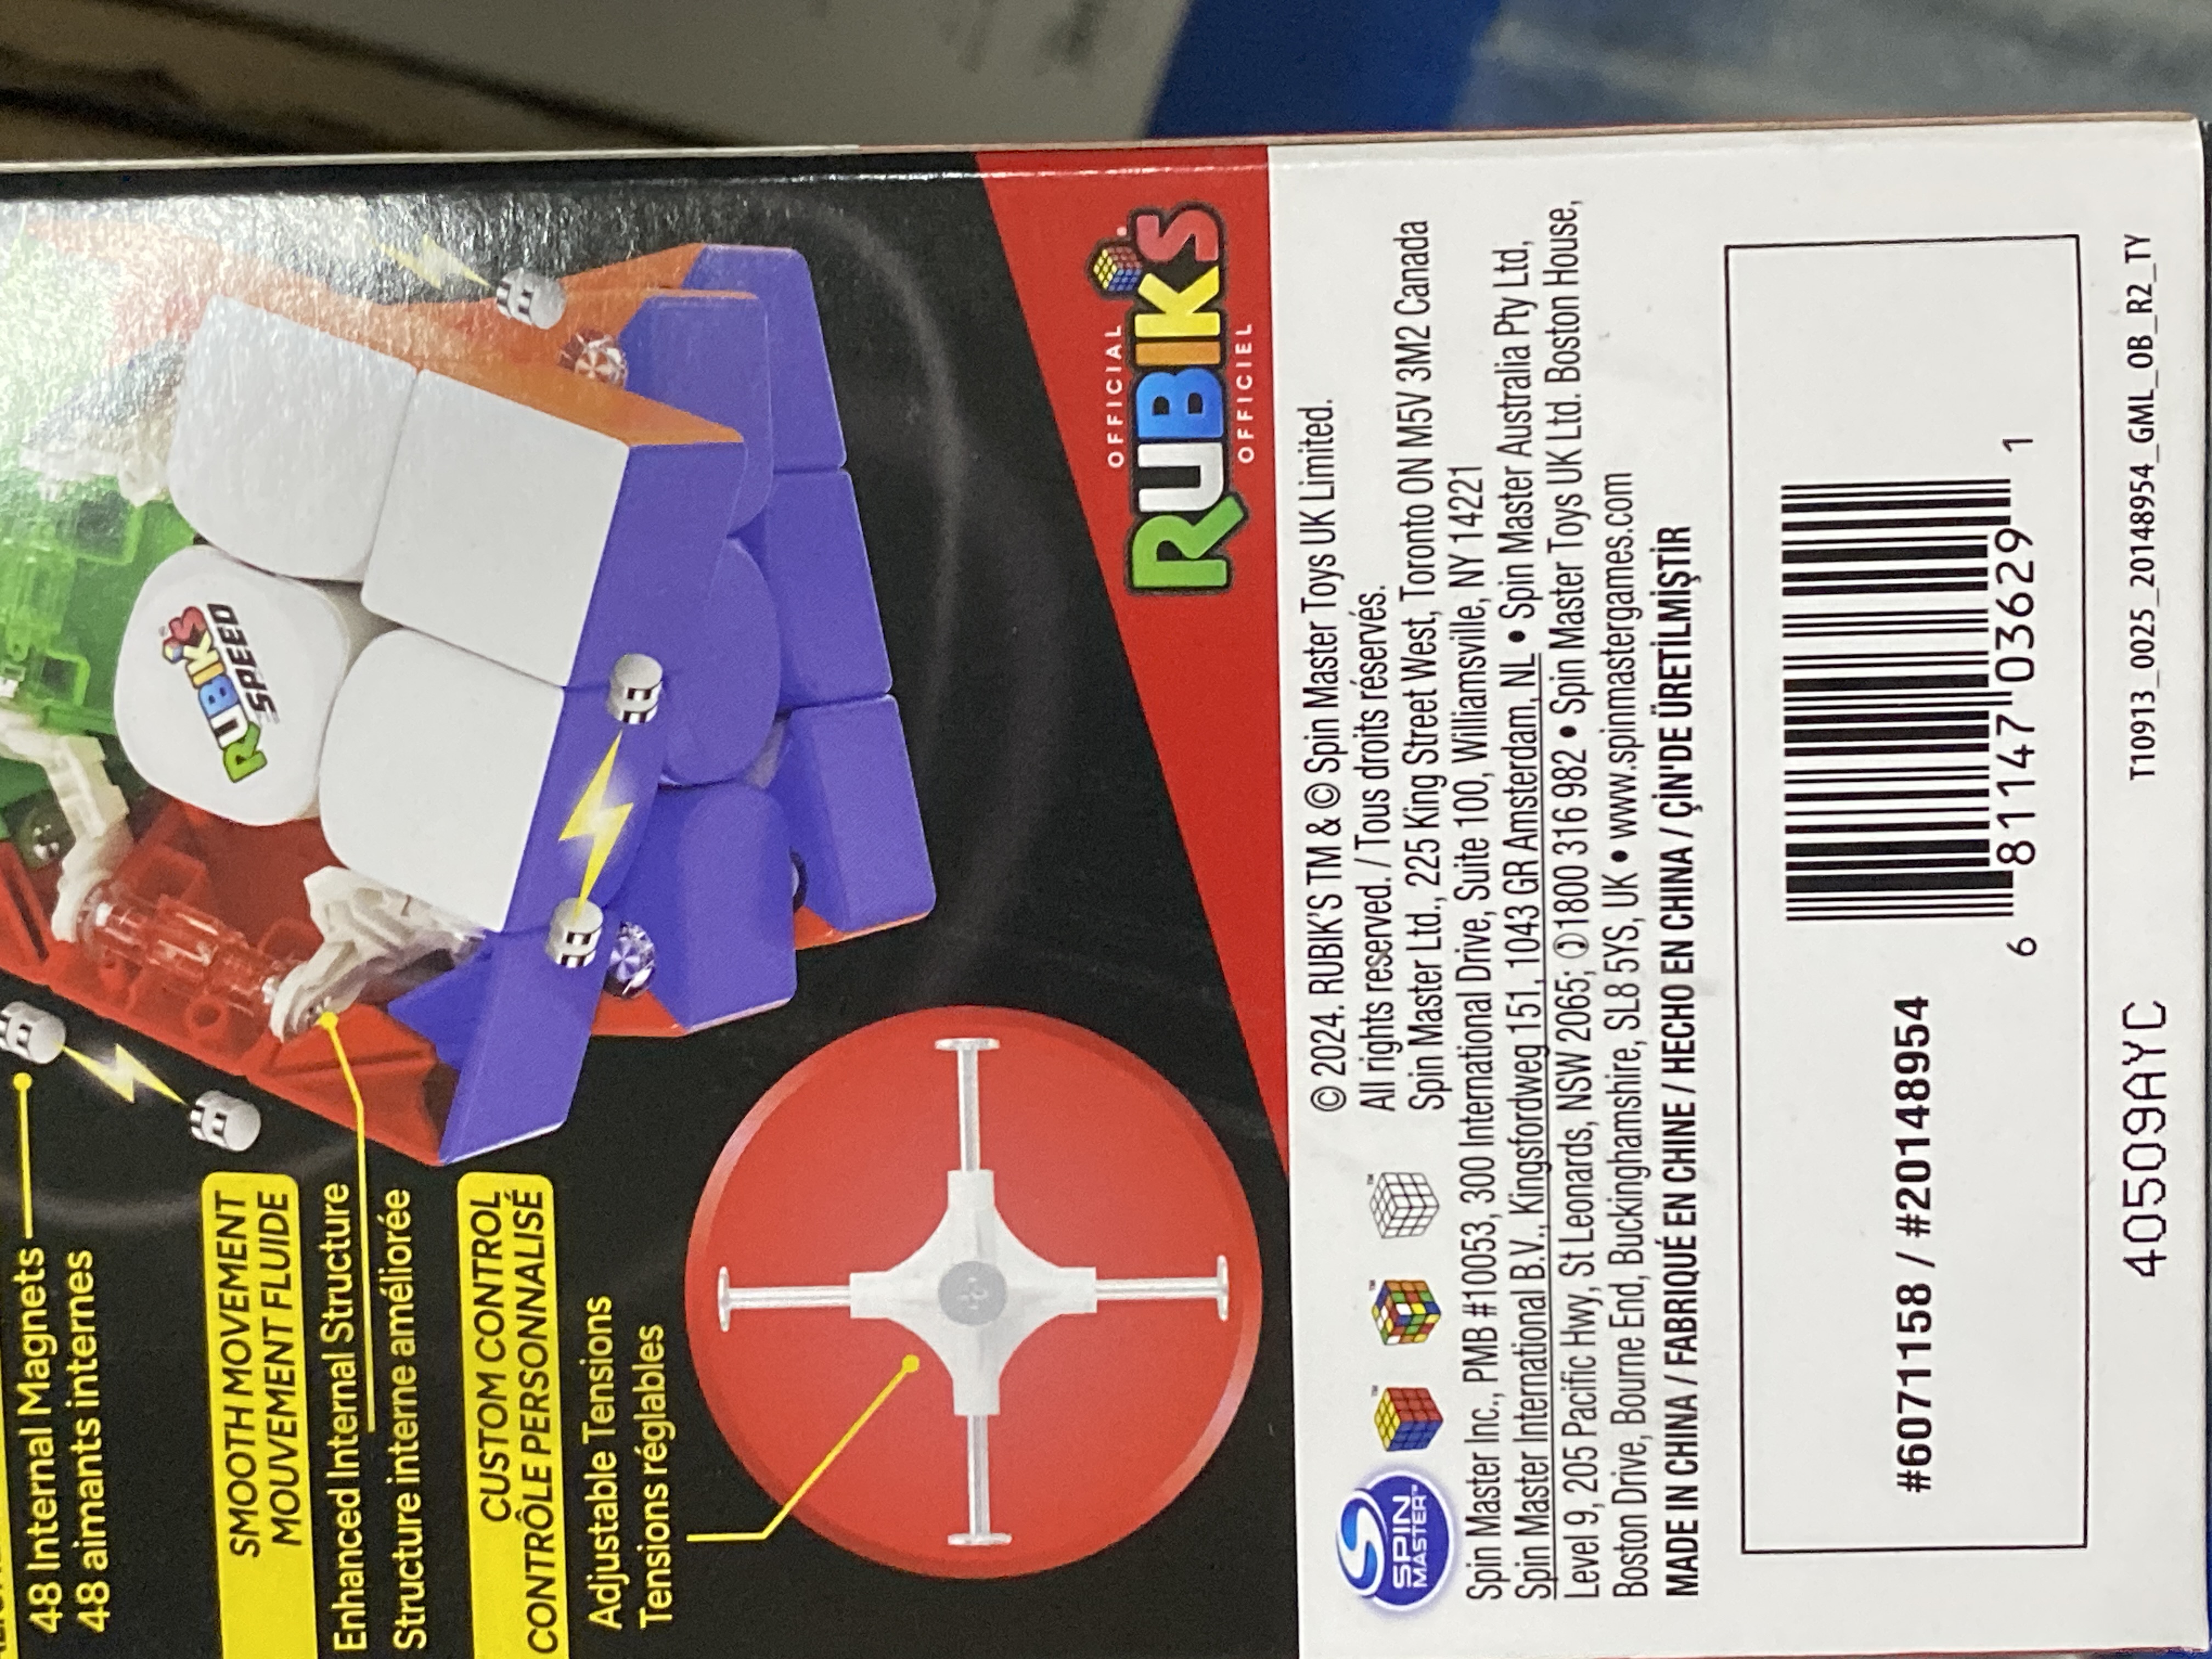 48 Internal Magnets
48 aimants internes
SMOOTH MOVEMENT
MOUVEMENT FLUIDE
Enhanced Internal Structure
Structure interne améliorée
CUSTOM CONTROL
CONTRÔLE PERSONNALISÉ
Adjustable Tensions
Tensions réglables
RUBIK'S
SPEED
OFFICIAL
RUBIK'S
OFFICIEL
SPIN
MASTER™
© 2024. RUBIK'S TM & © Spin Master Toys UK Limited.
All rights reserved. / Tous droits réservés.
Spin Master Ltd., 225 King Street West, Toronto ON M5V 3M2 Canada
Spin Master Inc., PMB #10053, 300 International Drive, Suite 100, Williamsville, NY 14221
Spin Master International B.V., Kingsfordweg 151, 1043 GR Amsterdam, NL • Spin Master Australia Pty Ltd,
Level 9, 205 Pacific Hwy, St Leonards, NSW 2065; ✆1800 316 982 • Spin Master Toys UK Ltd. Boston House,
Boston Drive, Bourne End, Buckinghamshire, SL8 5YS, UK • www.spinmastergames.com
MADE IN CHINA / FABRIQUÉ EN CHINE / HECHO EN CHINA / ÇİN'DE ÜRETİLMİŞTİR
#6071158 / #20148954
6 81147 03629 1
40509AYC
T10913_0025_20148954_GML_OB_R2_TY